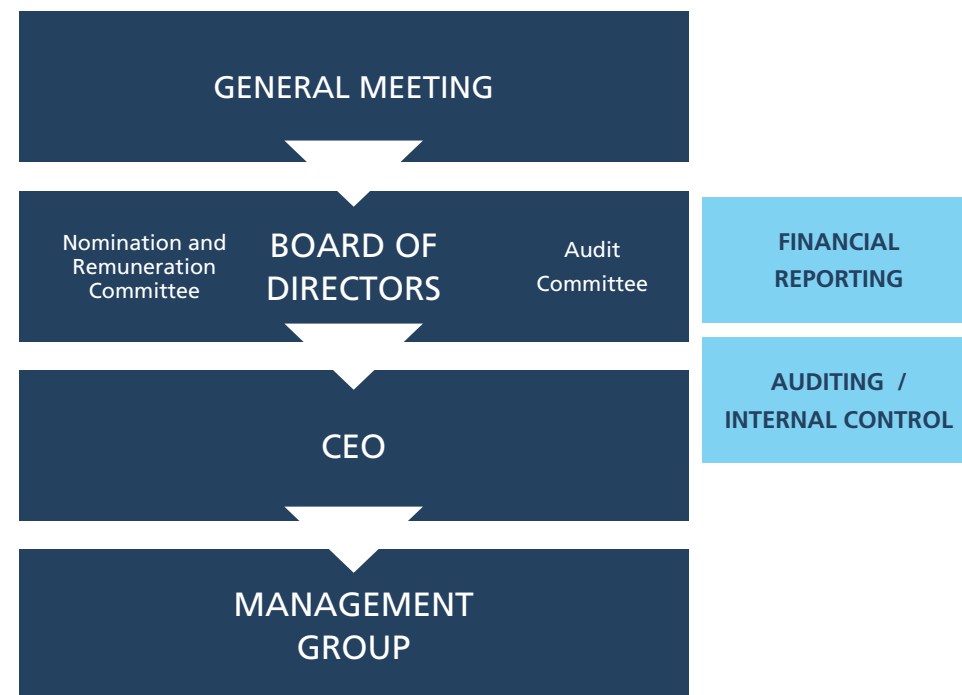 GENERAL MEETING
Nomination and
Remuneration
Committee
BOARD OF
DIRECTORS
Audit
Committee
FINANCIAL
REPORTING
AUDITING /
INTERNAL CONTROL
CEO
MANAGEMENT
GROUP